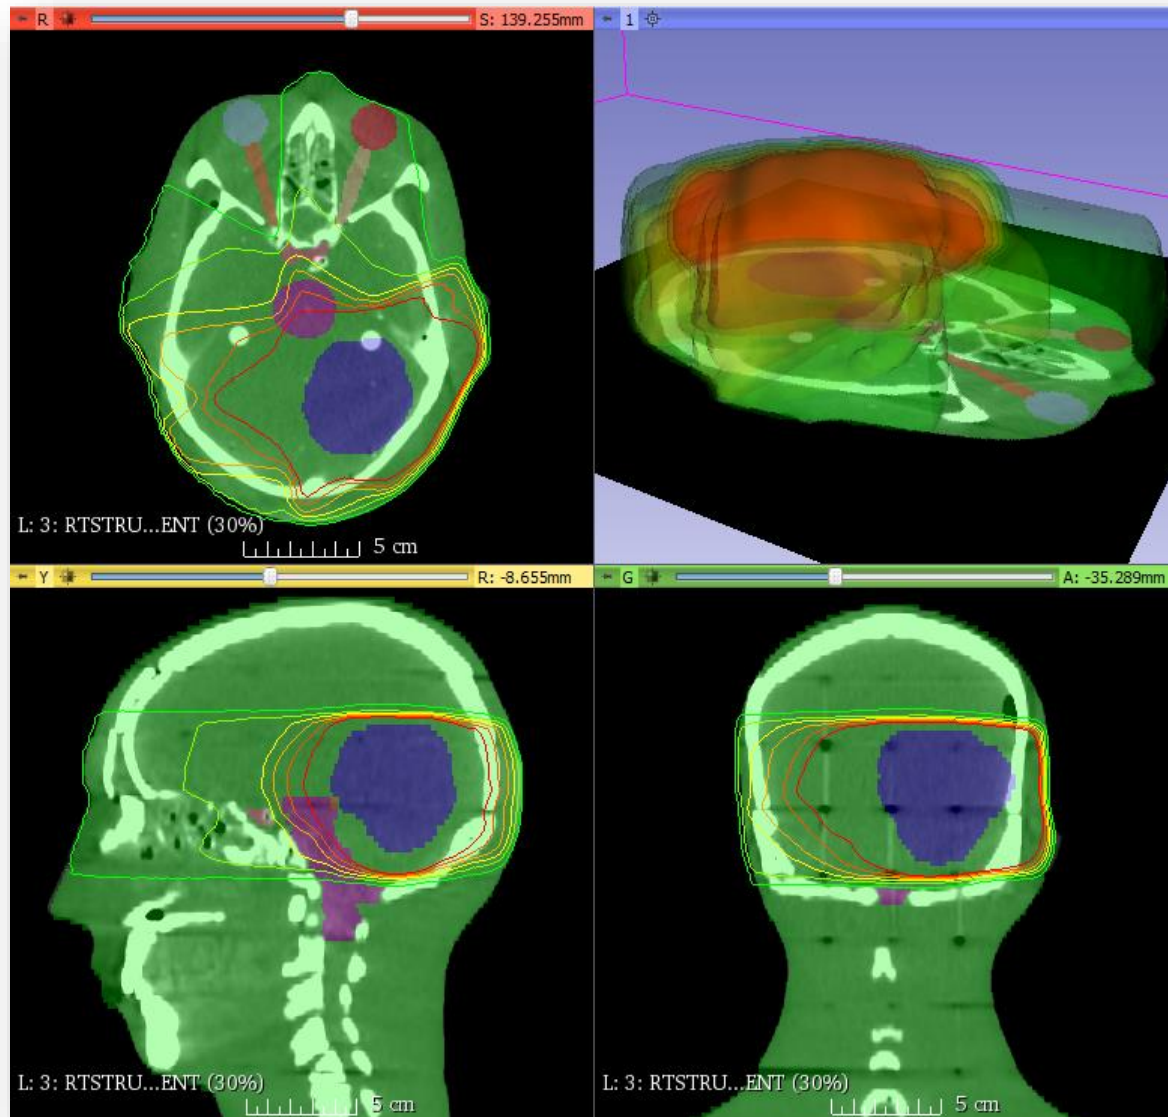 R S: 139.255mm
1
L: 3: RTSTRU...ENT (30%)
5 cm
Y R: -8.655mm
G A: -35.289mm
L: 3: RTSTRU...ENT (30%)
5 cm
L: 3: RTSTRU...ENT (30%)
5 cm